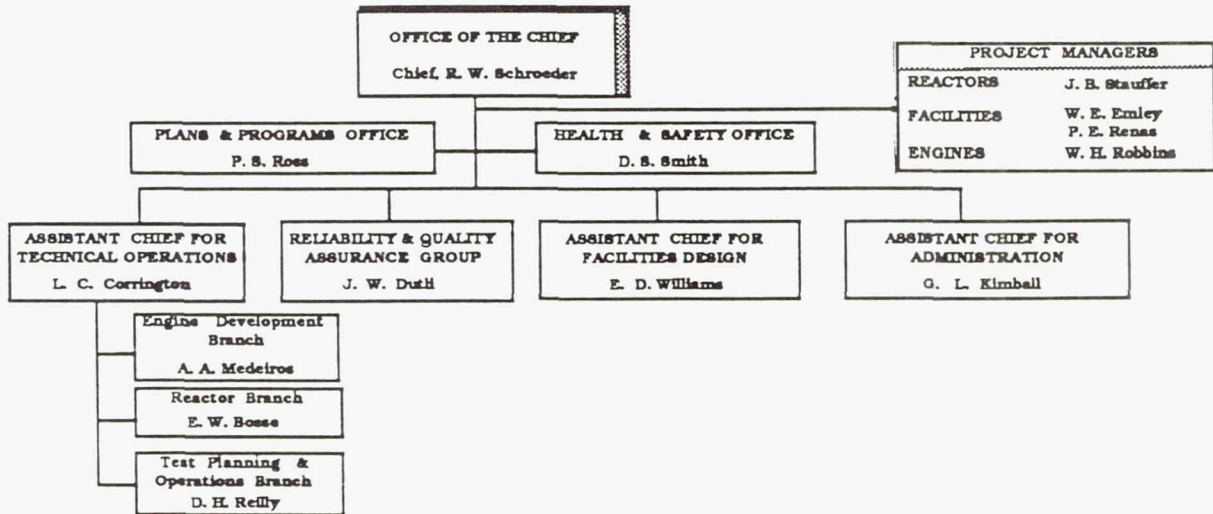 OFFICE OF THE CHIEF
Chief, R. W. Schroeder
PROJECT MANAGERS
REACTORS J. B. Stauffer
FACILITIES W. E. Emley
P. E. Renas
ENGINES W. H. Robbins
PLANS & PROGRAMS OFFICE
P. S. Ross
HEALTH & SAFETY OFFICE
D. S. Smith
ASSISTANT CHIEF FOR
TECHNICAL OPERATIONS
L. C. Corrington
RELIABILITY & QUALITY
ASSURANCE GROUP
J. W. Dutli
ASSISTANT CHIEF FOR
FACILITIES DESIGN
E. D. Williams
ASSISTANT CHIEF FOR
ADMINISTRATION
G. L. Kimball
Engine Development
Branch
A. A. Medeiros
Reactor Branch
E. W. Bosse
Test Planning &
Operations Branch
D. H. Reilly